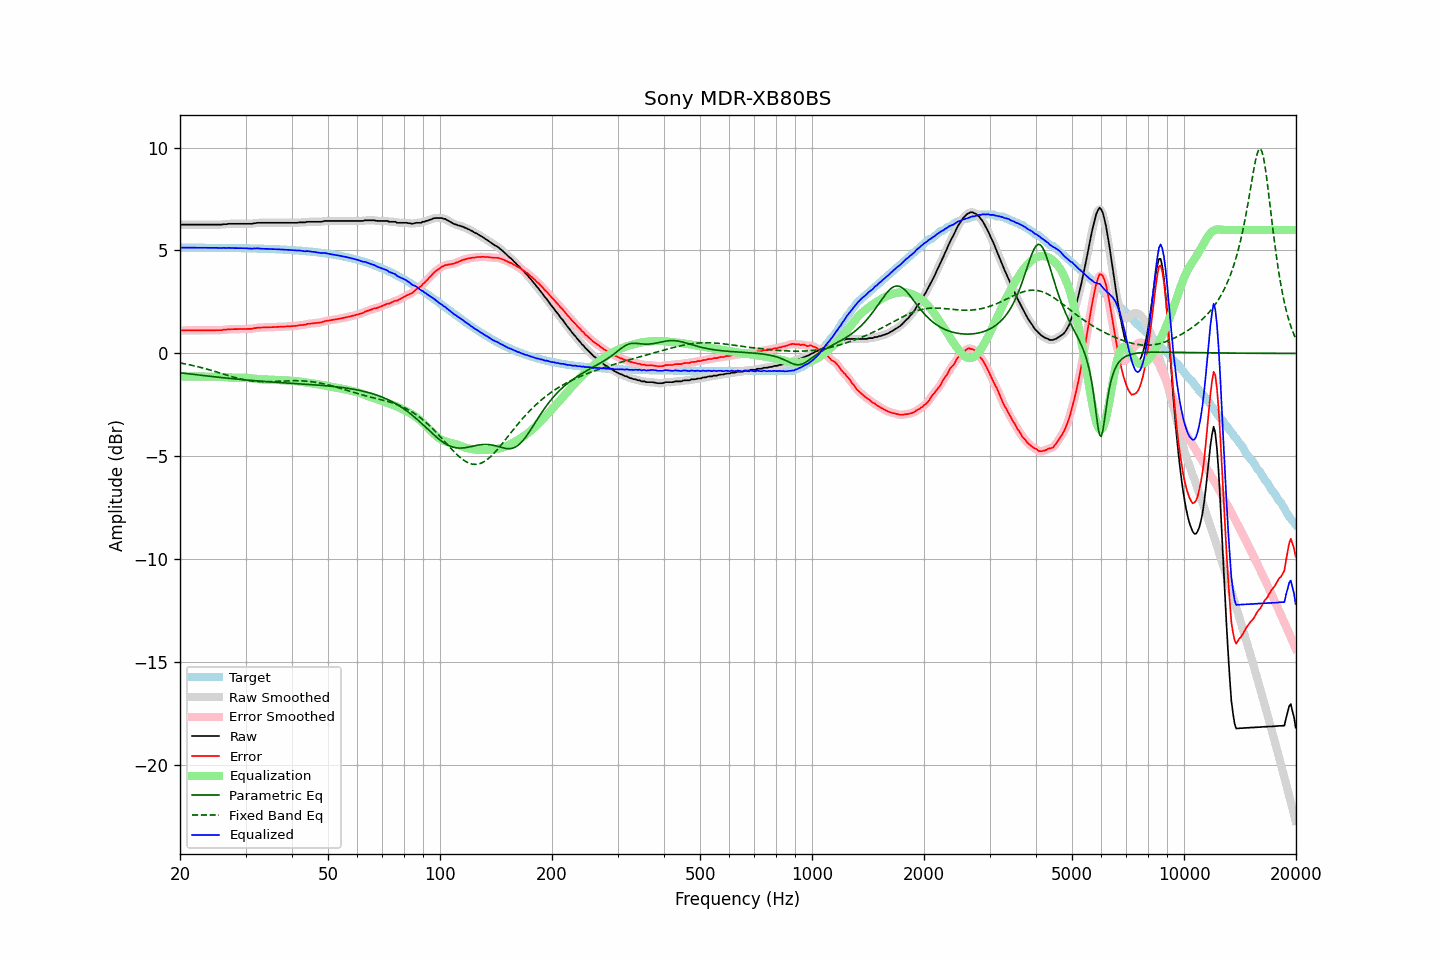 Sony MDR-XB80BS
10
5
0
−5
−10
−15
−20
Amplitude (dBr)
Target
Raw Smoothed
Error Smoothed
Raw
Error
Equalization
Parametric Eq
Fixed Band Eq
Equalized
20 50 100 200 500 1000 2000 5000 10000 20000
Frequency (Hz)